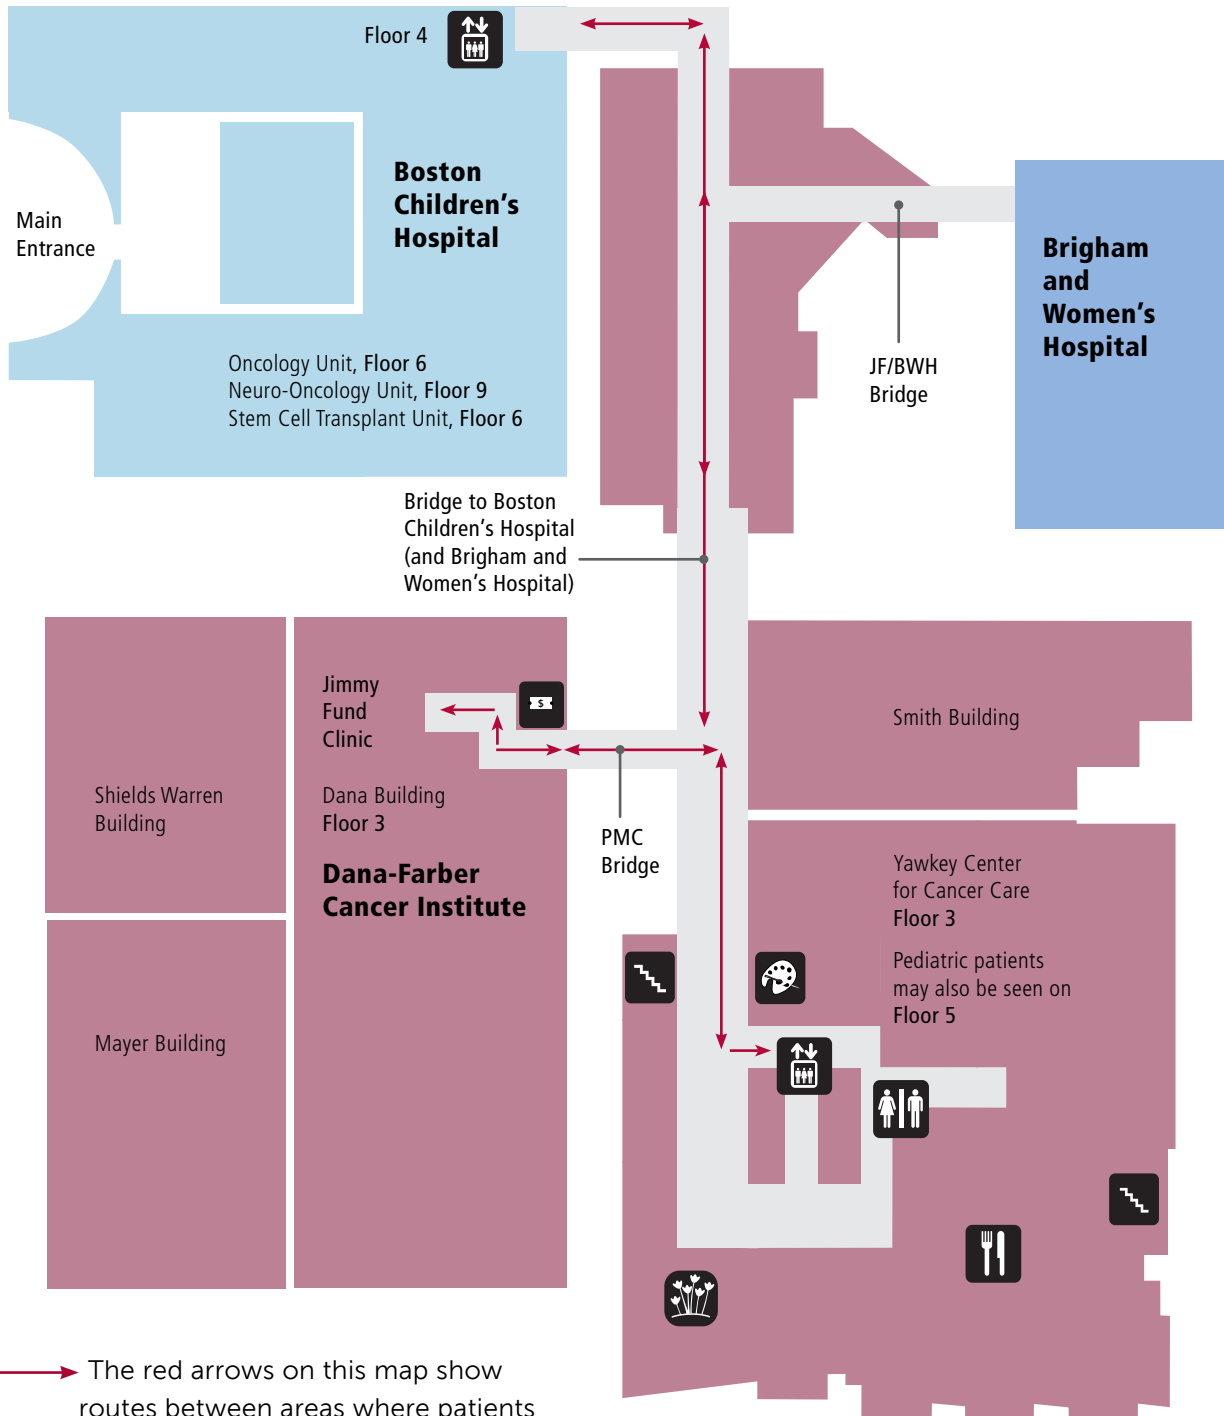 Floor 4
Boston
Children's
Hospital
Main
Entrance
Brigham
and
Women's
Hospital
Oncology Unit, Floor 6
Neuro-Oncology Unit, Floor 9
Stem Cell Transplant Unit, Floor 6
JF/BWH
Bridge
Bridge to Boston
Children's Hospital
(and Brigham and
Women's Hospital)
Jimmy
Fund
Clinic
$
Smith Building
Shields Warren
Building
Dana Building
Floor 3
PMC
Bridge
Dana-Farber
Cancer Institute
Yawkey Center
for Cancer Care
Floor 3
Pediatric patients
may also be seen on
Floor 5
Mayer Building
The red arrows on this map show
routes between areas where patients